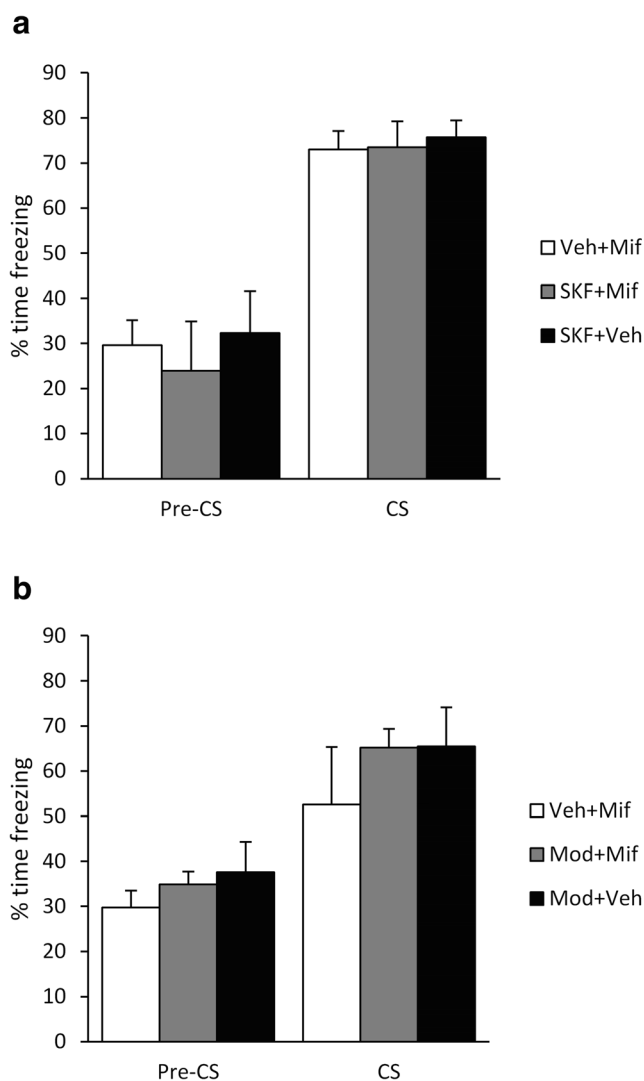 a
90
80
70
60
50
40
30
20
10
0
% time freezing
Pre-CS CS
Veh+Mif
SKF+Mif
SKF+Veh
b
90
80
70
60
50
40
30
20
10
0
% time freezing
Pre-CS CS
Veh+Mif
Mod+Mif
Mod+Veh